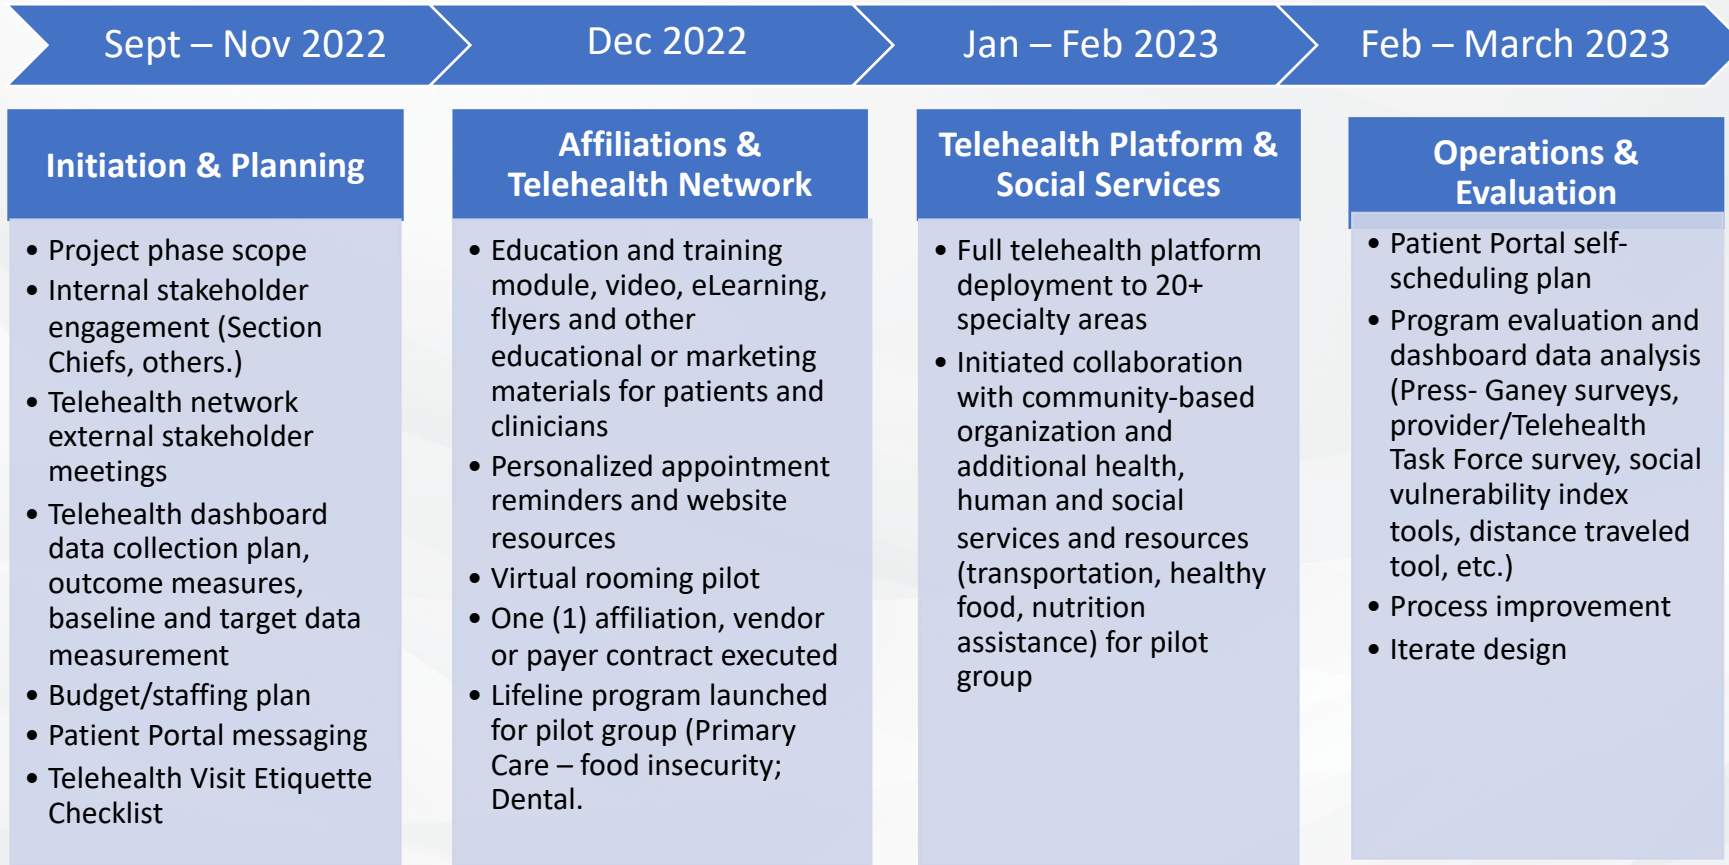 Sept – Nov 2022
Dec 2022
Jan – Feb 2023
Feb – March 2023
Initiation & Planning
• Project phase scope
• Internal stakeholder
engagement (Section
Chiefs, others.)
• Telehealth network
external stakeholder
meetings
• Telehealth dashboard
data collection plan,
outcome measures,
baseline and target data
measurement
• Budget/staffing plan
• Patient Portal messaging
• Telehealth Visit Etiquette
Checklist
Affiliations &
Telehealth Network
• Education and training
module, video, eLearning,
flyers and other
educational or marketing
materials for patients and
clinicians
• Personalized appointment
reminders and website
resources
• Virtual rooming pilot
• One (1) affiliation, vendor
or payer contract executed
• Lifeline program launched
for pilot group (Primary
Care – food insecurity;
Dental.
Telehealth Platform &
Social Services
• Full telehealth platform
deployment to 20+
specialty areas
• Initiated collaboration
with community-based
organization and
additional health,
human and social
services and resources
(transportation, healthy
food, nutrition
assistance) for pilot
group
Operations &
Evaluation
• Patient Portal self-
scheduling plan
• Program evaluation and
dashboard data analysis
(Press- Ganey surveys,
provider/Telehealth
Task Force survey, social
vulnerability index
tools, distance traveled
tool, etc.)
• Process improvement
• Iterate design